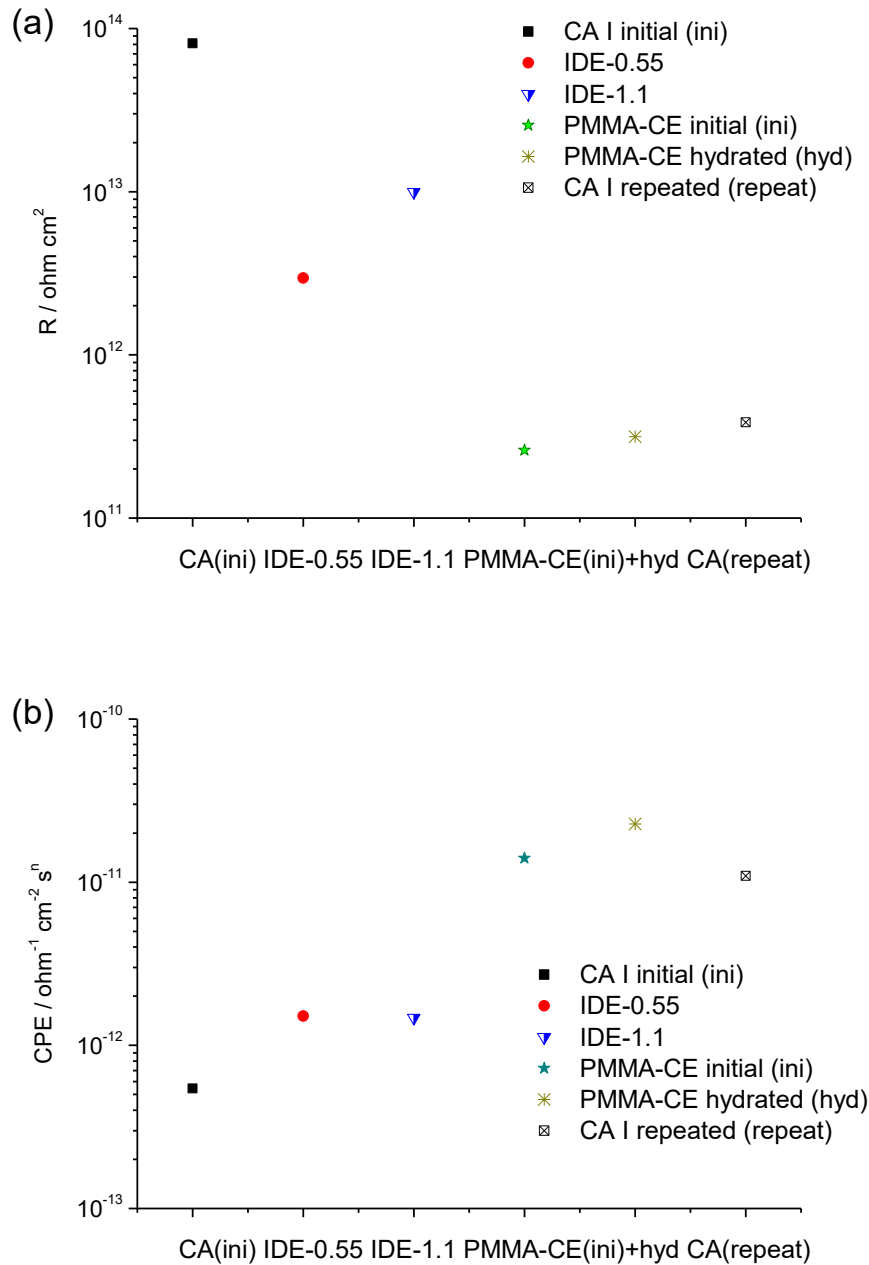 (a)
10^14
10^13
10^12
10^11
R / ohm cm^2
CA I initial (ini)
IDE-0.55
IDE-1.1
PMMA-CE initial (ini)
PMMA-CE hydrated (hyd)
CA I repeated (repeat)
CA(ini) IDE-0.55 IDE-1.1 PMMA-CE(ini)+hyd CA(repeat)
(b)
10^-10
10^-11
10^-12
10^-13
CPE / ohm^-1 cm^-2 s^n
CA I initial (ini)
IDE-0.55
IDE-1.1
PMMA-CE initial (ini)
PMMA-CE hydrated (hyd)
CA I repeated (repeat)
CA(ini) IDE-0.55 IDE-1.1 PMMA-CE(ini)+hyd CA(repeat)